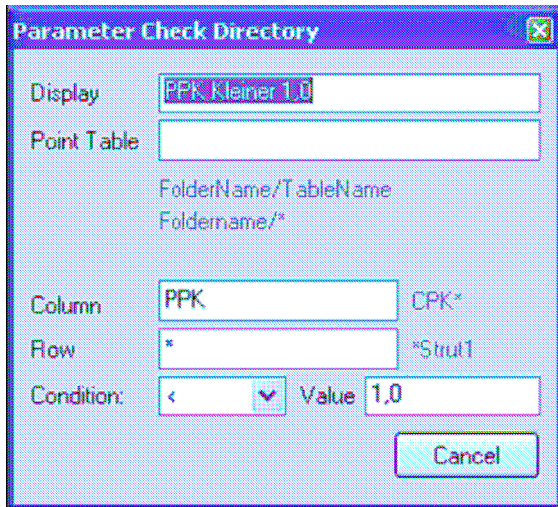 Parameter Check Directory
Display PPK Kleiner 1,0
Point Table
FolderName/TableName
Foldername/*
Column PPK CPK*
Row * *Strut1
Condition: < Value 1,0
Cancel